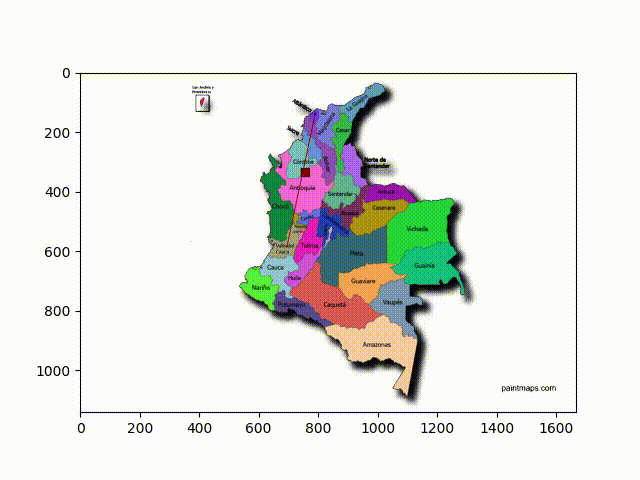 0
200
400
600
800
1000
San Andrés y
Providencia
Atlántico
La Guajira
Magdalena
Sucre
Cesar
Córdoba
Bolívar
Norte de
Santander
Antioquia
Santander
Arauca
Chocó
Boyacá
Casanare
Vichada
Tolima
Meta
Cauca
Guainía
Huila
Guaviare
Nariño
Putumayo
Caquetá
Vaupés
Amazonas
paintmaps.com
0 200 400 600 800 1000 1200 1400 1600